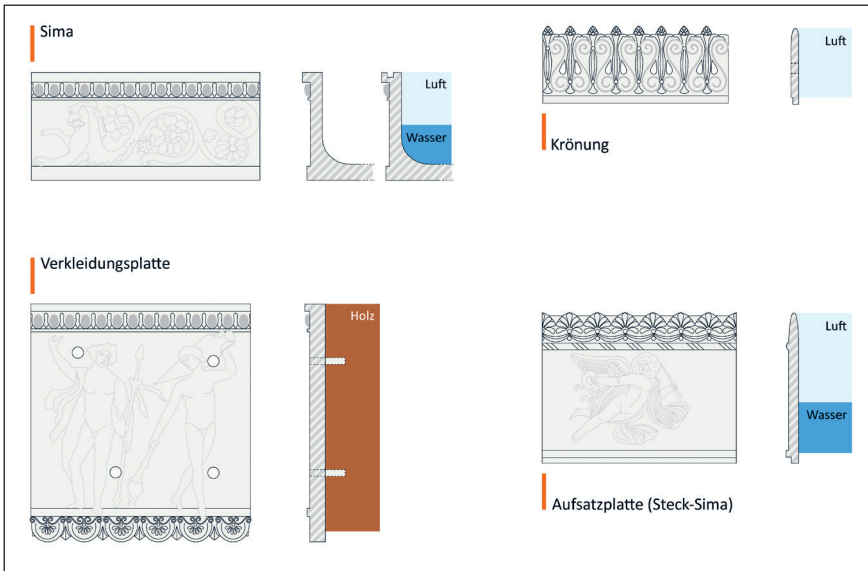 Sima
Luft
Wasser
Luft
Krönung
Verkleidungsplatte
Holz
Luft
Wasser
Aufsatzplatte (Steck-Sima)